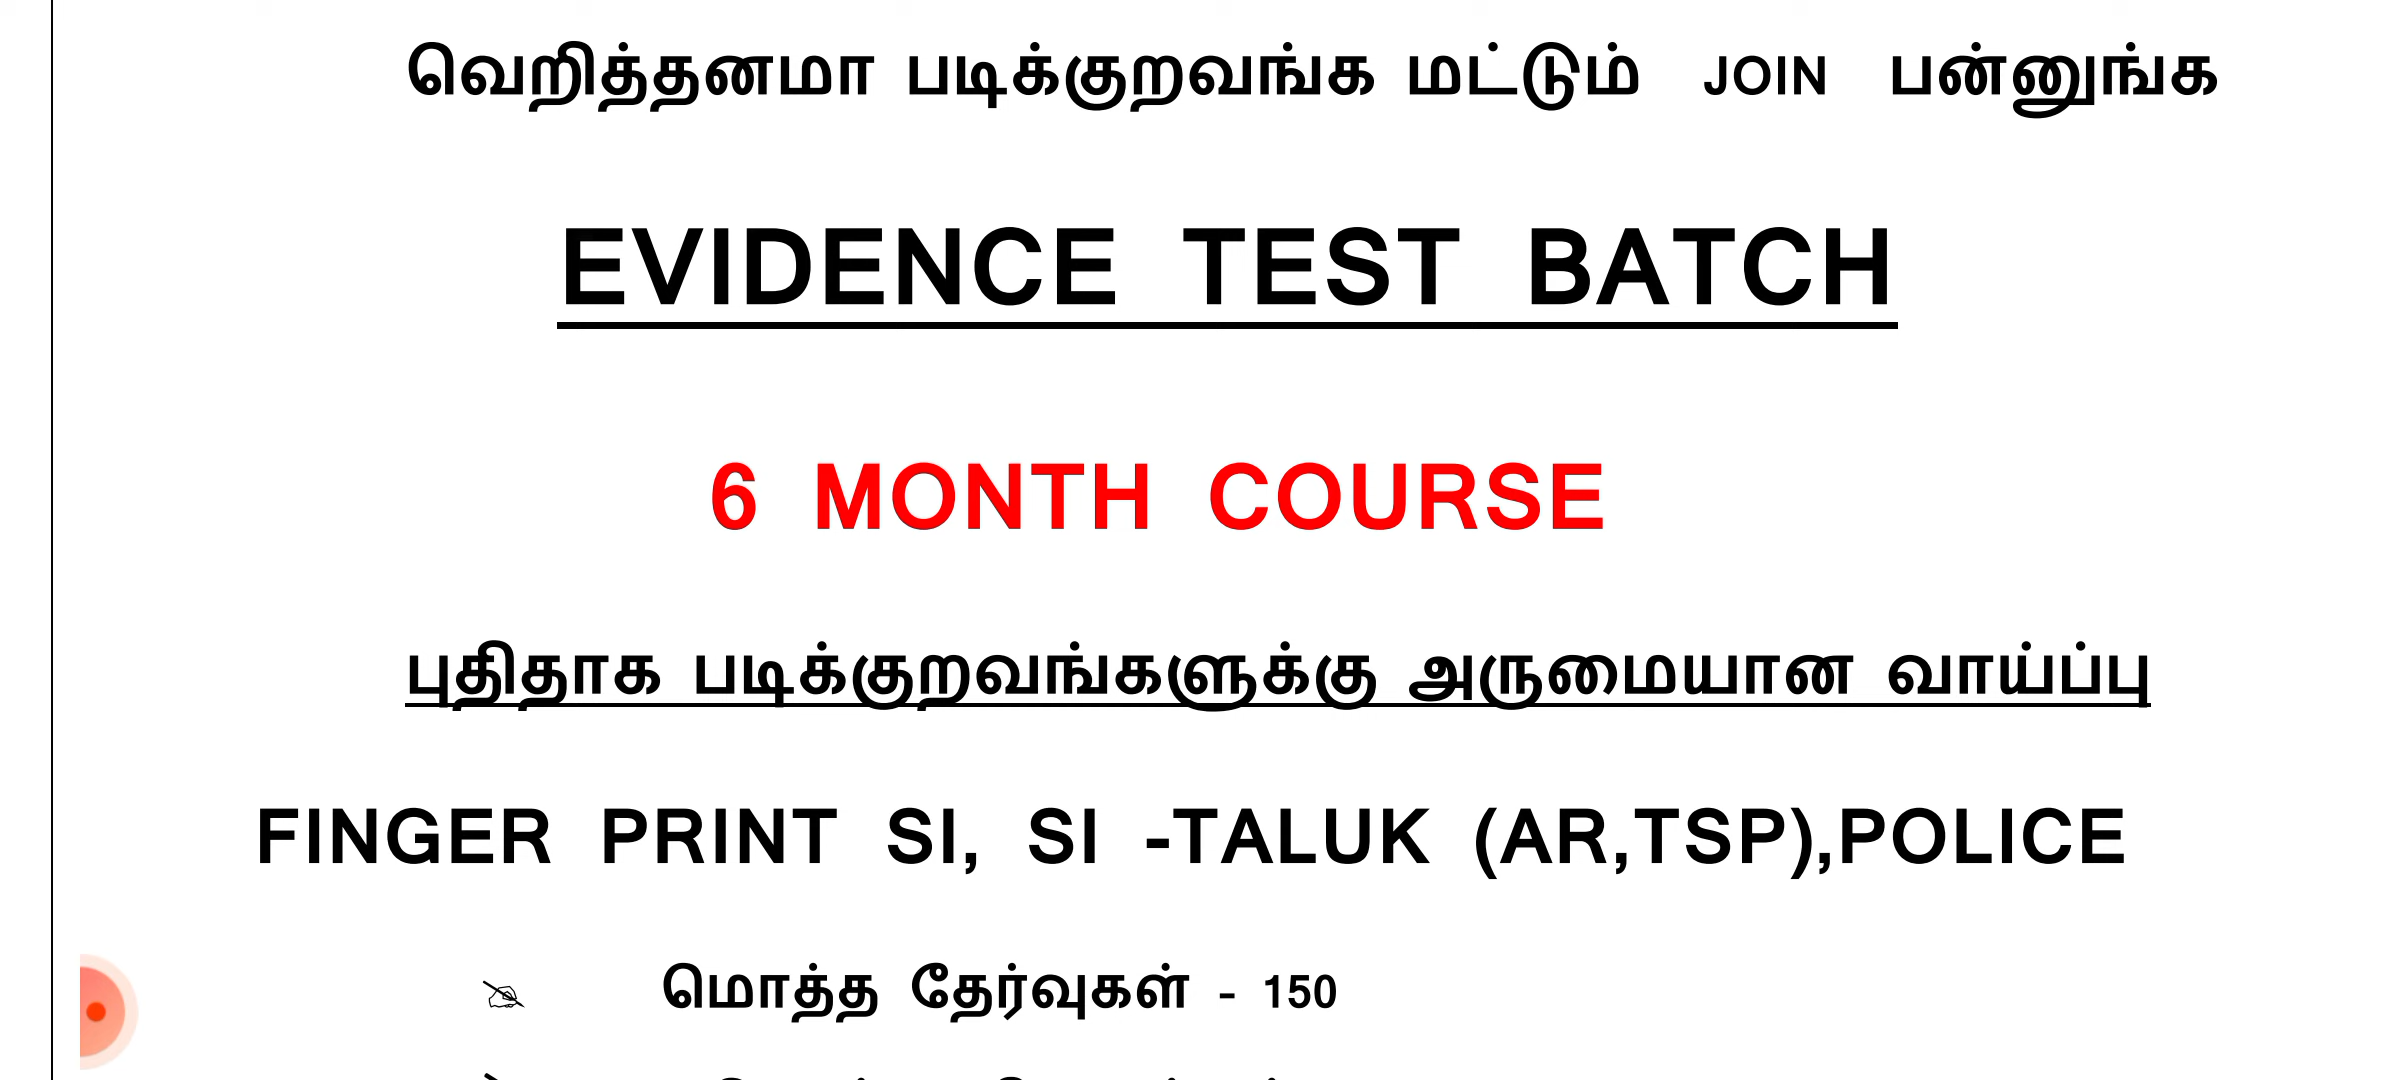 வெறித்தனமா படிக்குறவங்க மட்டும் JOIN பன்னுங்க
EVIDENCE TEST BATCH
6 MONTH COURSE
புதிதாக படிக்குறவங்களுக்கு அருமையான வாய்ப்பு
FINGER PRINT SI, SI -TALUK (AR,TSP),POLICE
மொத்த தேர்வுகள் - 150